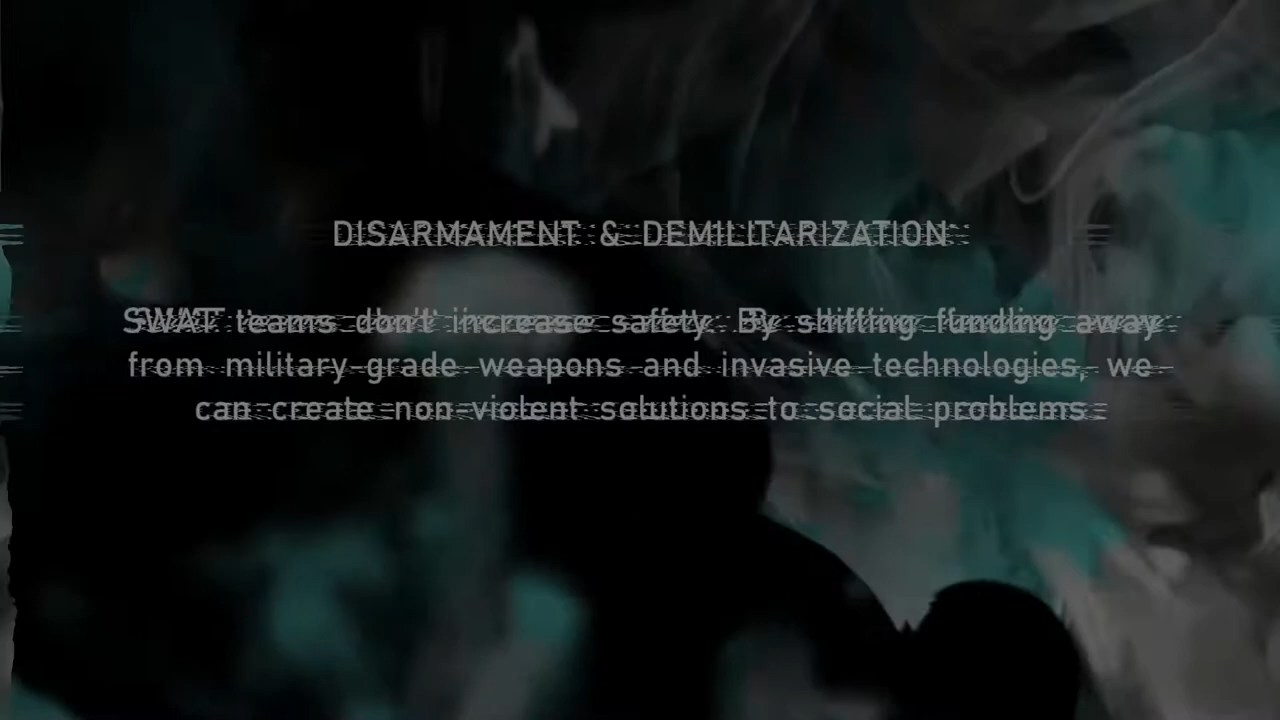 DISARMAMENT & DEMILITARIZATION
SWAT teams don't increase safety. By shifting funding away
from military-grade weapons and invasive technologies, we
can create non-violent solutions to social problems.